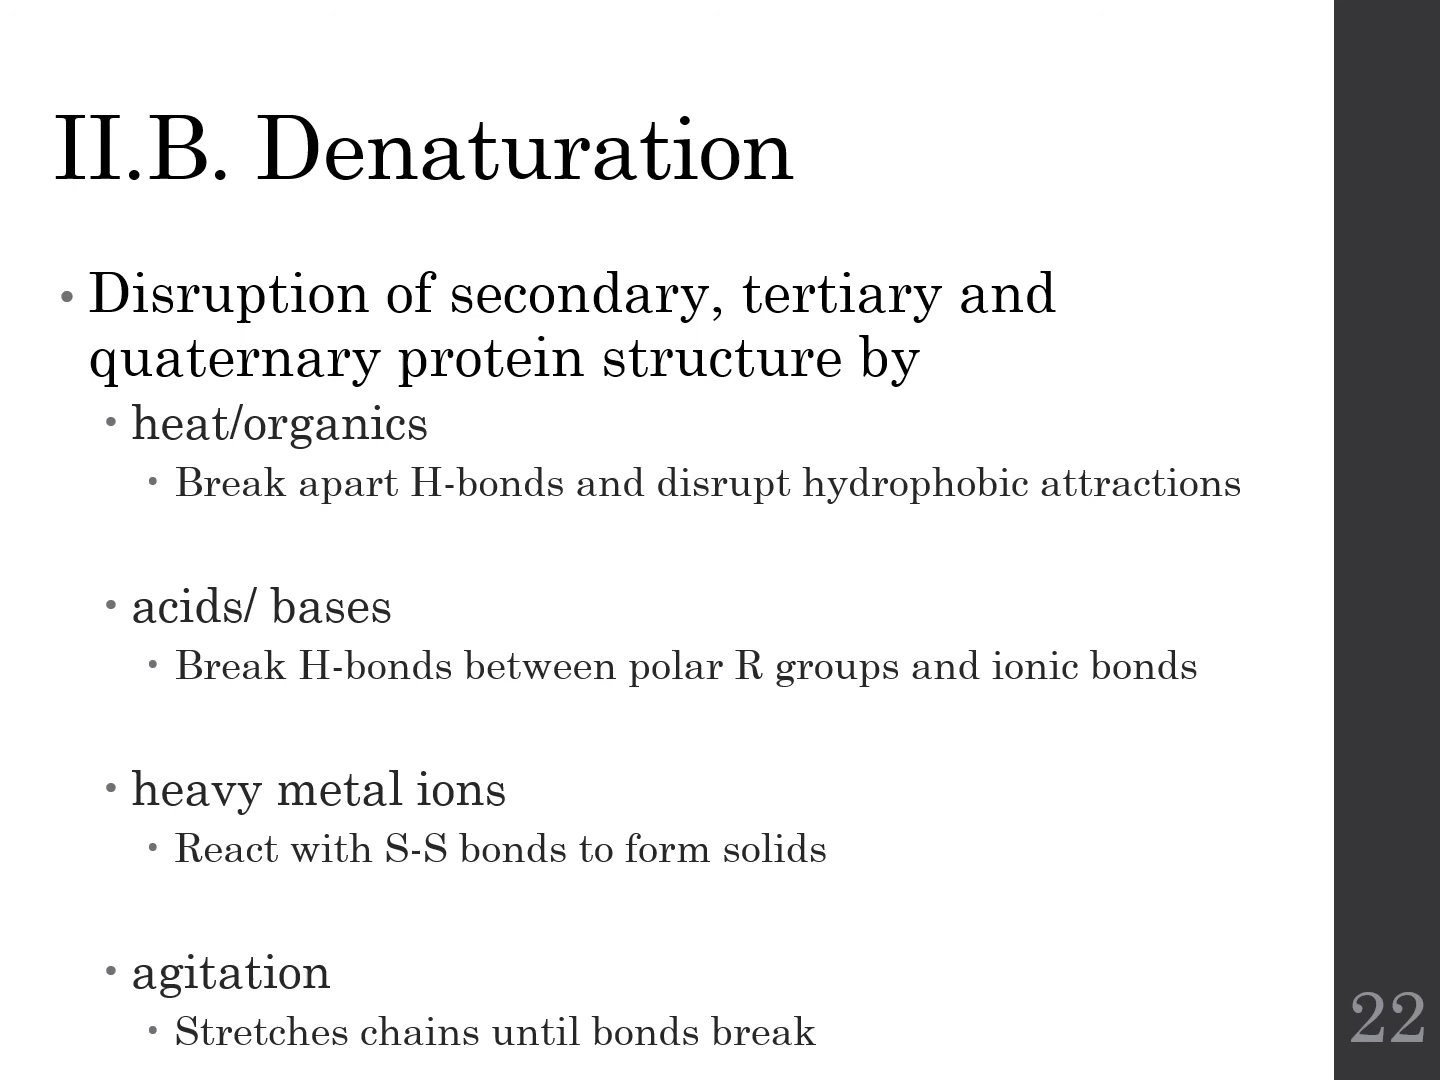 II.B. Denaturation
• Disruption of secondary, tertiary and
quaternary protein structure by
• heat/organics
• Break apart H-bonds and disrupt hydrophobic attractions
• acids/ bases
• Break H-bonds between polar R groups and ionic bonds
• heavy metal ions
• React with S-S bonds to form solids
• agitation
• Stretches chains until bonds break
22